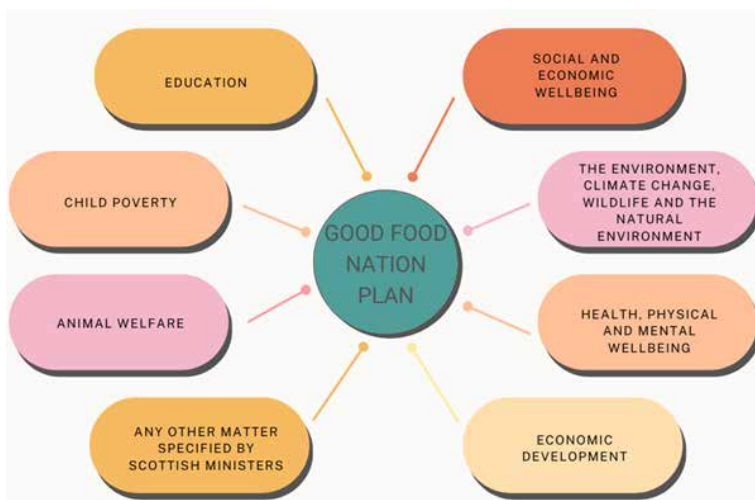 EDUCATION
SOCIAL AND
ECONOMIC
WELLBEING
CHILD POVERTY
GOOD FOOD
NATION
PLAN
THE ENVIRONMENT,
CLIMATE CHANGE,
WILDLIFE AND THE
NATURAL
ENVIRONMENT
ANIMAL WELFARE
HEALTH, PHYSICAL
AND MENTAL
WELLBEING
ANY OTHER MATTER
SPECIFIED BY
SCOTTISH MINISTERS
ECONOMIC
DEVELOPMENT